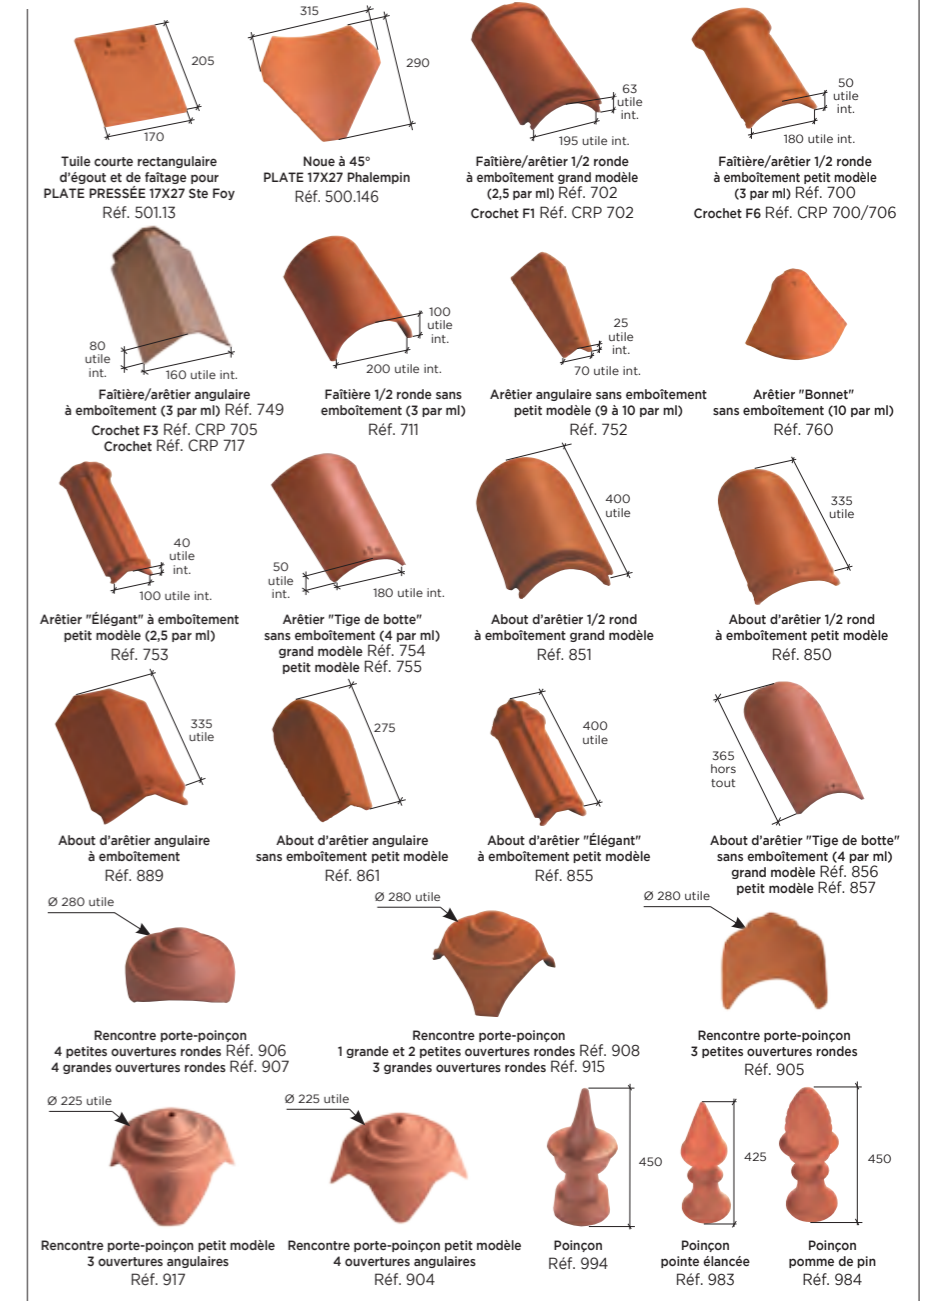 315
205
290
170
63
utile
int.
195 utile int.
50
utile
int.
180 utile int.
Tuile courte rectangulaire
d'égout et de faîtage pour
PLATE PRESSÉE 17X27 Ste Foy
Réf. 501.13
Noue à 45°
PLATE 17X27 Phalempin
Réf. 500.146
Faîtière/arêtier 1/2 ronde
à emboîtement grand modèle
(2,5 par ml) Réf. 702
Crochet F1 Réf. CRP 702
Faîtière/arêtier 1/2 ronde
à emboîtement petit modèle
(3 par ml) Réf. 700
Crochet F6 Réf. CRP 700/706
80
utile
int.
160 utile int.
100
utile
int.
200 utile int.
25
utile
int.
70 utile int.
Faîtière/arêtier angulaire
à emboîtement (3 par ml) Réf. 749
Crochet F3 Réf. CRP 705
Crochet Réf. CRP 717
Faîtière 1/2 ronde sans
emboîtement (3 par ml)
Réf. 711
Arêtier angulaire sans emboîtement
petit modèle (9 à 10 par ml)
Réf. 752
Arêtier "Bonnet"
sans emboîtement (10 par ml)
Réf. 760
40
utile
int.
100 utile int.
50
utile
int.
180 utile int.
400
utile
335
utile
Arêtier "Élégant" à emboîtement
petit modèle (2,5 par ml)
Réf. 753
Arêtier "Tige de botte"
sans emboîtement (4 par ml)
grand modèle Réf. 754
petit modèle Réf. 755
About d'arêtier 1/2 rond
à emboîtement grand modèle
Réf. 851
About d'arêtier 1/2 rond
à emboîtement petit modèle
Réf. 850
335
utile
275
400
utile
365
hors
tout
About d'arêtier angulaire
à emboîtement
Réf. 889
About d'arêtier angulaire
sans emboîtement petit modèle
Réf. 861
About d'arêtier "Élégant"
à emboîtement petit modèle
Réf. 855
About d'arêtier "Tige de botte"
sans emboîtement (4 par ml)
grand modèle Réf. 856
petit modèle Réf. 857
Ø 280 utile
Ø 280 utile
Ø 280 utile
Rencontre porte-poinçon
4 petites ouvertures rondes Réf. 906
4 grandes ouvertures rondes Réf. 907
Rencontre porte-poinçon
1 grande et 2 petites ouvertures rondes Réf. 908
3 grandes ouvertures rondes Réf. 915
Rencontre porte-poinçon
3 petites ouvertures rondes
Réf. 905
Ø 225 utile
Ø 225 utile
450
425
450
Rencontre porte-poinçon petit modèle
3 ouvertures angulaires
Réf. 917
Rencontre porte-poinçon petit modèle
4 ouvertures angulaires
Réf. 904
Poinçon
Réf. 994
Poinçon
pointe élancée
Réf. 983
Poinçon
pomme de pin
Réf. 984